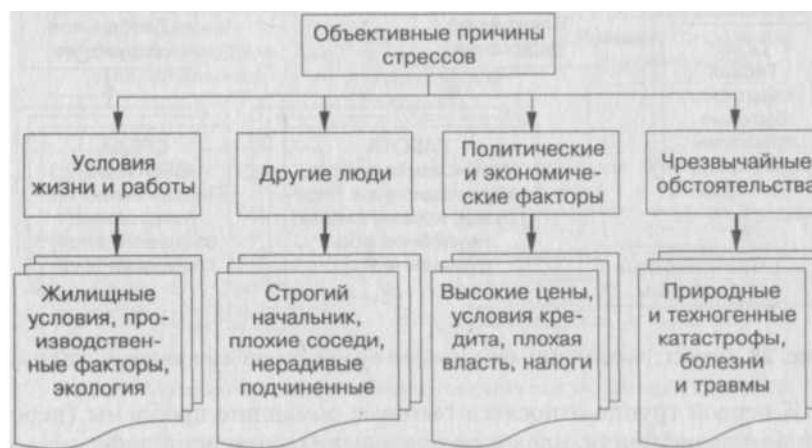 Объективные причины
стрессов
Условия
жизни и работы
Другие люди
Политические
и экономиче-
ские факторы
Чрезвычайные
обстоятельства
Жилищные
условия, про-
изводствен-
ные факторы,
экология
Строгий
начальник,
плохие соседи,
нерадивые
подчиненные
Высокие цены,
условия кре-
дита, плохая
власть, налоги
Природные
и техногенные
катастрофы,
болезни
и травмы